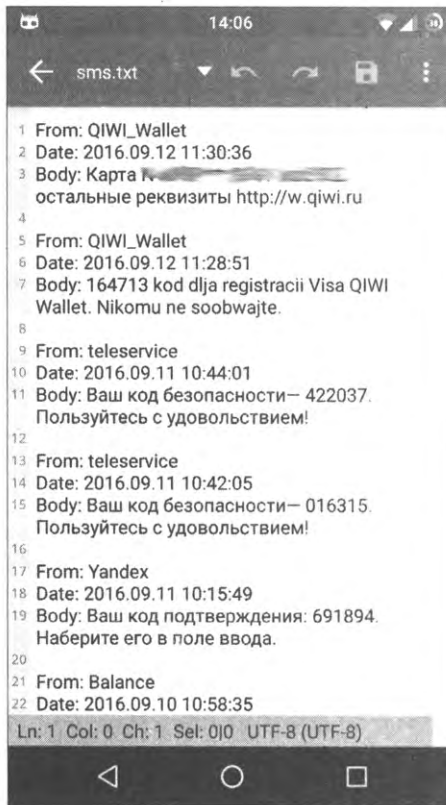 14:06
sms.txt
1 From: QIWI_Wallet
2 Date: 2016.09.12 11:30:36
3 Body: Карта
остальные реквизиты http://w.qiwi.ru
4
5 From: QIWI_Wallet
6 Date: 2016.09.12 11:28:51
7 Body: 164713 kod dlja registracii Visa QIWI
Wallet. Nikomu ne soobwajte.
8
9 From: teleservice
10 Date: 2016.09.11 10:44:01
11 Body: Ваш код безопасности— 422037.
Пользуйтесь с удовольствием!
12
13 From: teleservice
14 Date: 2016.09.11 10:42:05
15 Body: Ваш код безопасности— 016315.
Пользуйтесь с удовольствием!
16
17 From: Yandex
18 Date: 2016.09.11 10:15:49
19 Body: Ваш код подтверждения: 691894.
Наберите его в поле ввода.
20
21 From: Balance
22 Date: 2016.09.10 10:58:35
Ln: 1 Col: 0 Ch: 1 Sel: 0|0 UTF-8 (UTF-8)